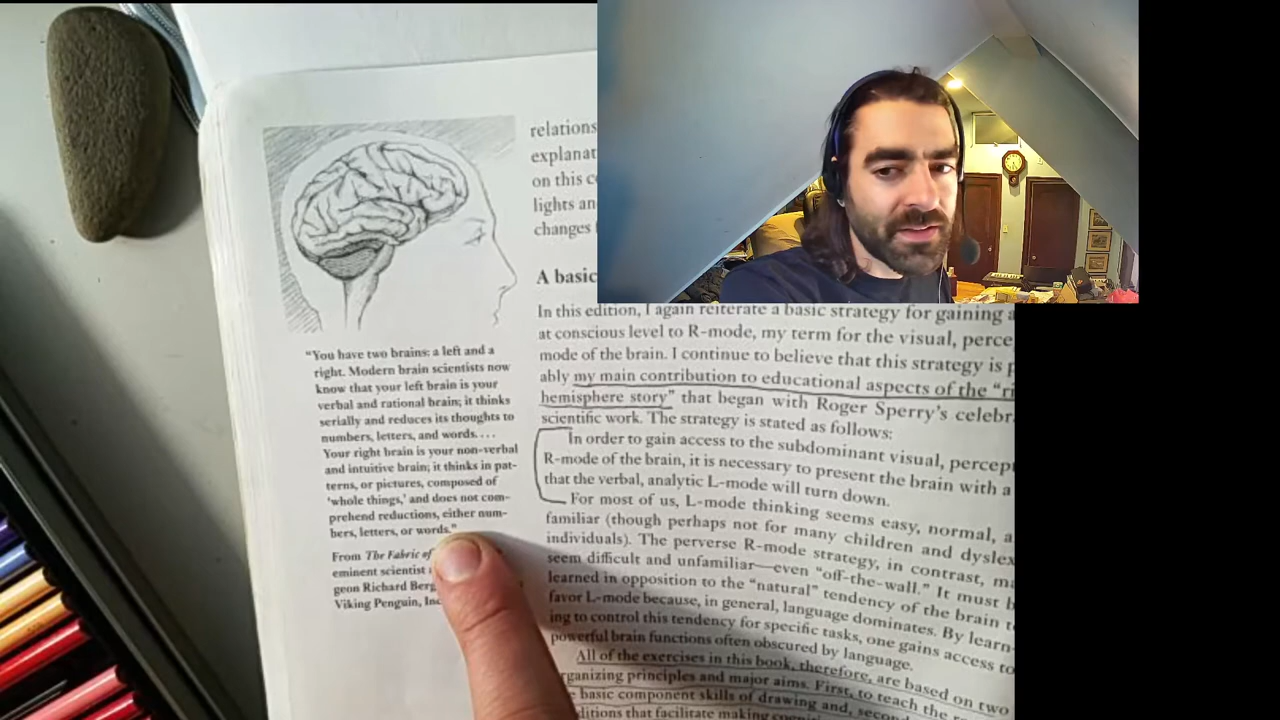 "You have two brains: a left and a
right. Modern brain scientists now
know that your left brain is your
verbal and rational brain; it thinks
serially and reduces its thoughts to
numbers, letters, and words....
Your right brain is your non-verbal
and intuitive brain; it thinks in pat-
terns, or pictures, composed of
'whole things,' and does not com-
prehend reductions, either num-
bers, letters, or words."
From The Fabric of
eminent scientist
geon Richard Berg
Viking Penguin, Inc
relations
explanat
on this
lights an
changes
A basic
In this edition, I again reiterate a basic strategy for gaining a
at conscious level to R-mode, my term for the visual, perce
mode of the brain. I continue to believe that this strategy is p
ably my main contribution to educational aspects of the "ri
hemisphere story" that began with Roger Sperry's celebr
scientific work. The strategy is stated as follows:
In order to gain access to the subdominant visual, percep
R-mode of the brain, it is necessary to present the brain with a
that the verbal, analytic L-mode will turn down.
For most of us, L-mode thinking seems easy, normal, a
familiar (though perhaps not for many children and dyslex
individuals). The perverse R-mode strategy, in contrast, ma
seem difficult and unfamiliar—even "off-the-wall." It must b
learned in opposition to the "natural" tendency of the brain t
favor L-mode because, in general, language dominates. By learn-
ing to control this tendency for specific tasks, one gains access to
powerful brain functions often obscured by language.
All of the exercises in this book, therefore, are based on two
rganizing principles and major aims. First, to teach the
basic component skills of drawing and, second
ditions that facilitate making